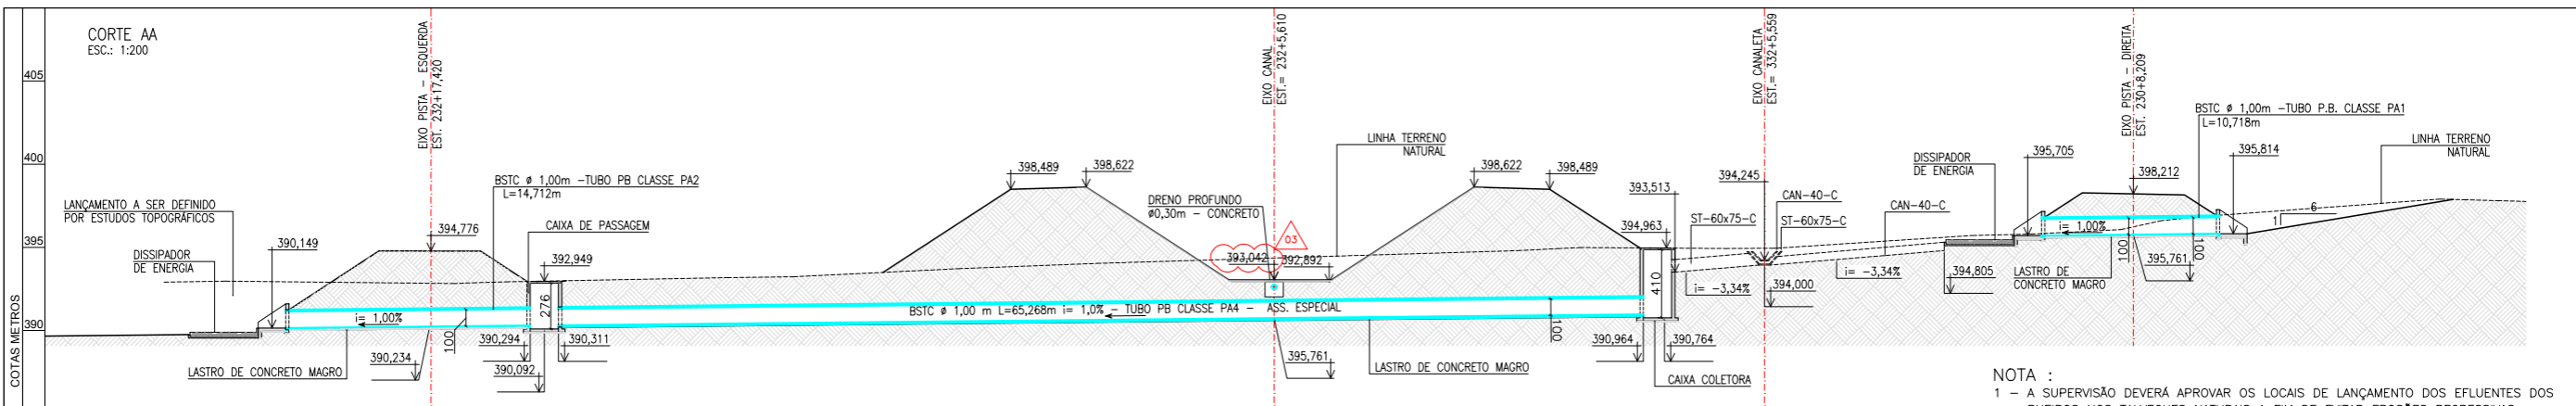 CORTE AA
ESC.: 1:200
405
400
395
390
COTAS METROS
EIXO PISTA - ESQUERDA
EST. 232+17,420
EIXO CANAL
EST.= 232+5,610
EIXO CANALETA
EST.= 332+5,559
EIXO PISTA - DIREITA
EST. 230+8,209
LANÇAMENTO A SER DEFINIDO
POR ESTUDOS TOPOGRÁFICOS
DISSIPADOR
DE ENERGIA
390,149
394,776
BSTC ø 1,00m -TUBO PB CLASSE PA2
L=14,712m
CAIXA DE PASSAGEM
392,949
276
i= 1,00%
100
390,234
390,294
390,311
390,092
LASTRO DE CONCRETO MAGRO
398,489
398,622
DRENO PROFUNDO
ø0,30m - CONCRETO
03
393,042
392,892
LINHA TERRENO
NATURAL
398,622
398,489
BSTC ø 1,00 m L=65,268m i= 1,0% - TUBO PB CLASSE PA4 - ASS. ESPECIAL
395,761
LASTRO DE CONCRETO MAGRO
100
393,513
394,963
410
390,964
390,764
CAIXA COLETORA
394,245
ST-60x75-C
CAN-40-C
ST-60x75-C
CAN-40-C
i= -3,34%
394,000
i= -3,34%
DISSIPADOR
DE ENERGIA
394,805
395,705
LASTRO DE
CONCRETO MAGRO
i= 1,00%
100
100
398,212
395,761
BSTC ø 1,00m -TUBO P.B. CLASSE PA1
L=10,718m
395,814
LINHA TERRENO
NATURAL
1
6
NOTA :
1 - A SUPERVISÃO DEVERÁ APROVAR OS LOCAIS DE LANÇAMENTO DOS EFLUENTES DOS